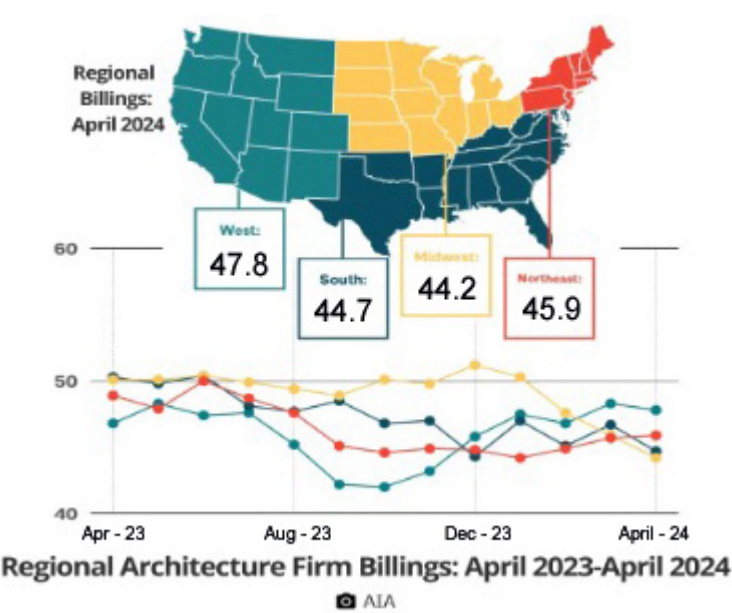 Regional
Billings:
April 2024
West:
47.8
South:
44.7
Midwest:
44.2
Northeast:
45.9
60
50
40
Apr - 23
Aug - 23
Dec - 23
April - 24
Regional Architecture Firm Billings: April 2023-April 2024
AIA